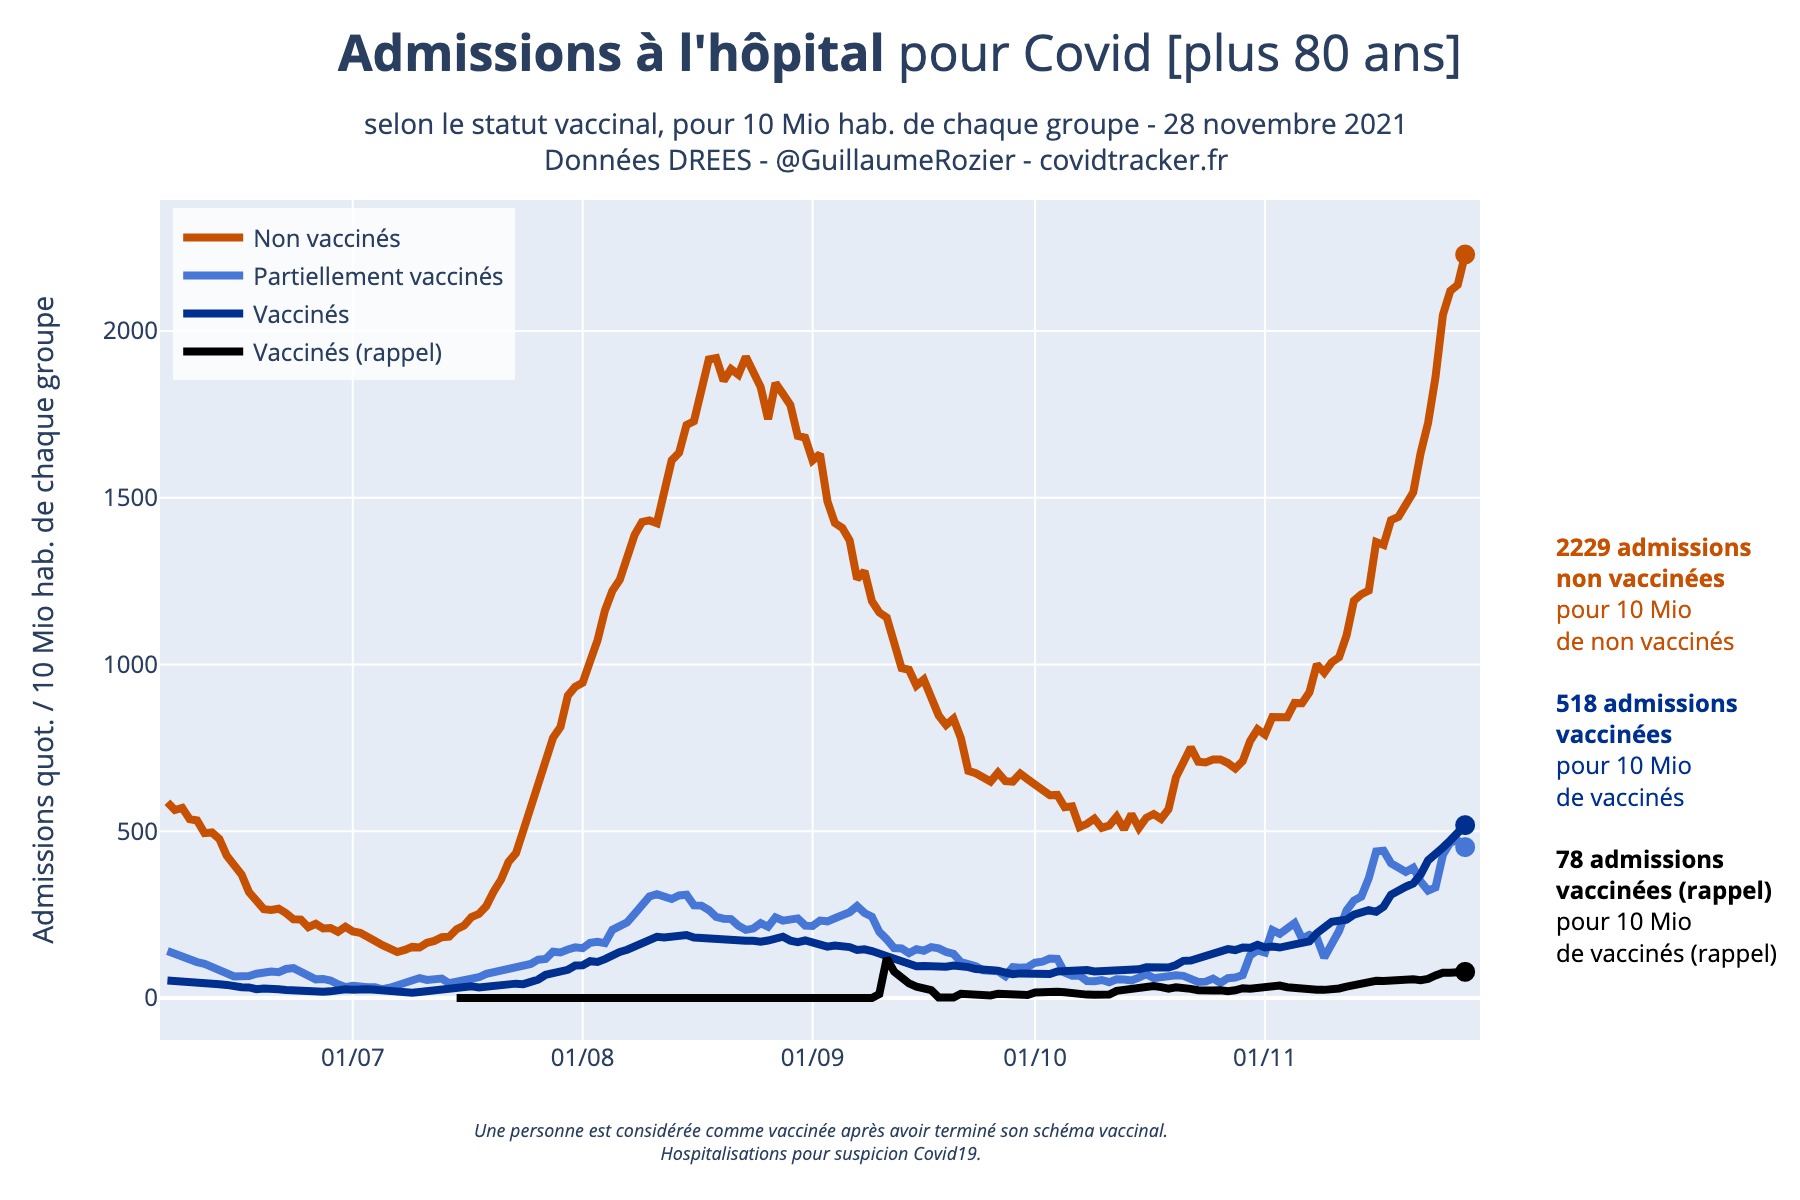 Admissions à l'hôpital pour Covid [plus 80 ans]
selon le statut vaccinal, pour 10 Mio hab. de chaque groupe - 28 novembre 2021
Données DREES - @GuillaumeRozier - covidtracker.fr
Non vaccinés
Partiellement vaccinés
Vaccinés
Vaccinés (rappel)
Admissions quot. / 10 Mio hab. de chaque groupe
2000
1500
1000
500
0
01/07
01/08
01/09
01/10
01/11
2229 admissions
non vaccinées
pour 10 Mio
de non vaccinés
518 admissions
vaccinées
pour 10 Mio
de vaccinés
78 admissions
vaccinées (rappel)
pour 10 Mio
de vaccinés (rappel)
Une personne est considérée comme vaccinée après avoir terminé son schéma vaccinal.
Hospitalisations pour suspicion Covid19.